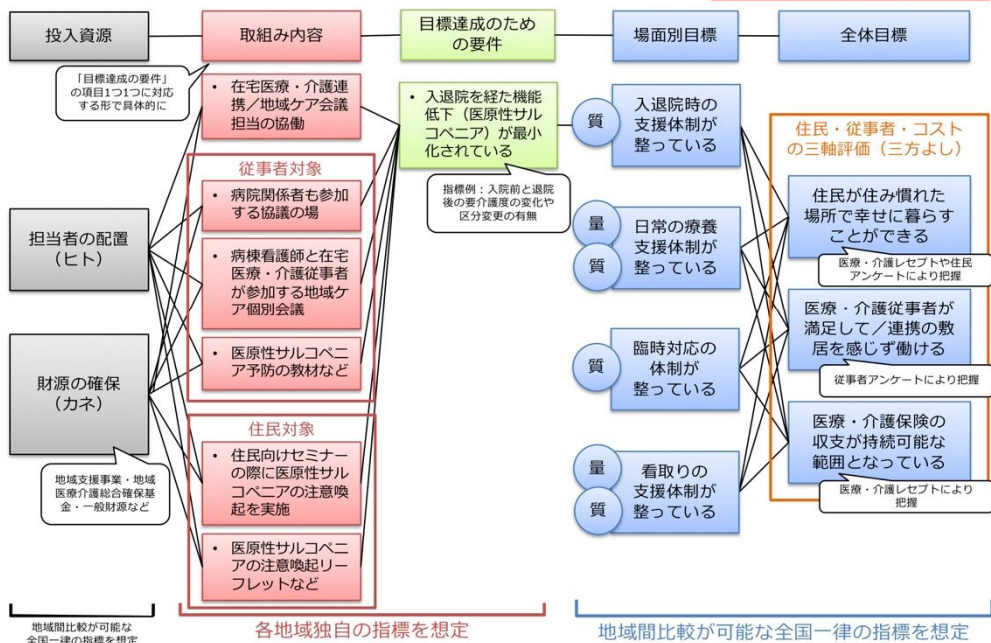 投入資源
取組み内容
目標達成のため
の要件
場面別目標
全体目標
「目標達成の要件」
の項目1つ1つに対応
する形で具体的に
• 在宅医療・介護連
携/地域ケア会議
担当の協働
従事者対象
• 病院関係者も参加
する協議の場
• 病棟看護師と在宅
医療・介護従事者
が参加する地域ケ
ア個別会議
• 医原性サルコペニ
ア予防の教材など
住民対象
• 住民向けセミナー
の際に医原性サル
コペニアの注意喚
起を実施
• 医原性サルコペニ
アの注意喚起リー
フレットなど
担当者の配置
(ヒト)
財源の確保
(カネ)
地域支援事業・地域
医療介護総合確保基
金・一般財源など
• 入退院を経た機能
低下(医原性サル
コペニア)が最小
化されている
指標例:入院前と退院
後の要介護度の変化や
区分変更の有無
質
入退院時の
支援体制が
整っている
量
質
日常の療養
支援体制が
整っている
質
臨時対応の
体制が
整っている
量
質
看取りの
支援体制が
整っている
住民・従事者・コスト
の三軸評価(三方よし)
住民が住み慣れた
場所で幸せに暮らす
ことができる
医療・介護レセプトや住民
アンケートにより把握
医療・介護従事者が
満足して/連携の敷
居を感じず働ける
従事者アンケートにより把握
医療・介護保険の
収支が持続可能な
範囲となっている
医療・介護レセプトにより
把握
地域間比較が可能な
全国一律の指標を想定
各地域独自の指標を想定
地域間比較が可能な全国一律の指標を想定